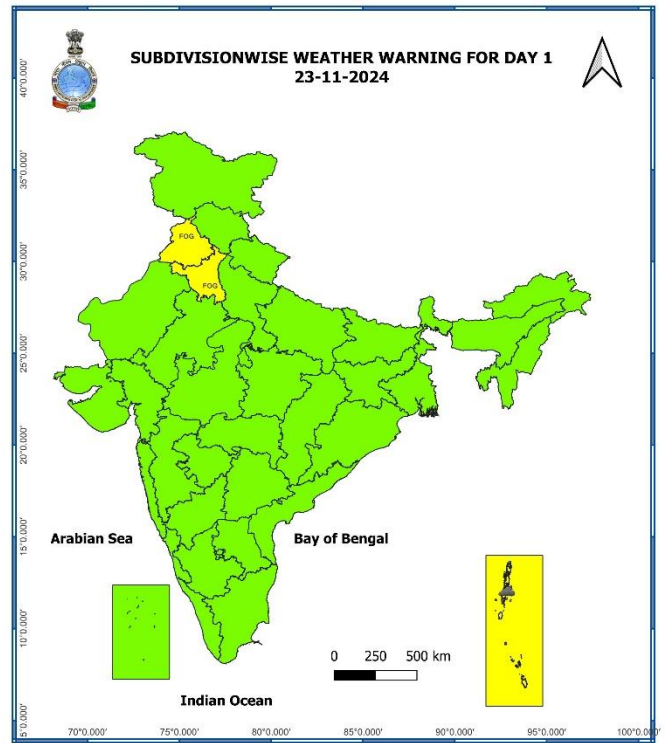 SUBDIVISIONWISE WEATHER WARNING FOR DAY 1
23-11-2024
40°0.000'
35°0.000'
30°0.000'
25°0.000'
20°0.000'
15°0.000'
10°0.000'
5°0.000'
FOG
FOG
Arabian Sea
Bay of Bengal
0 250 500 km
Indian Ocean
70°0.000' 75°0.000' 80°0.000' 85°0.000' 90°0.000' 95°0.000' 100°0.000'